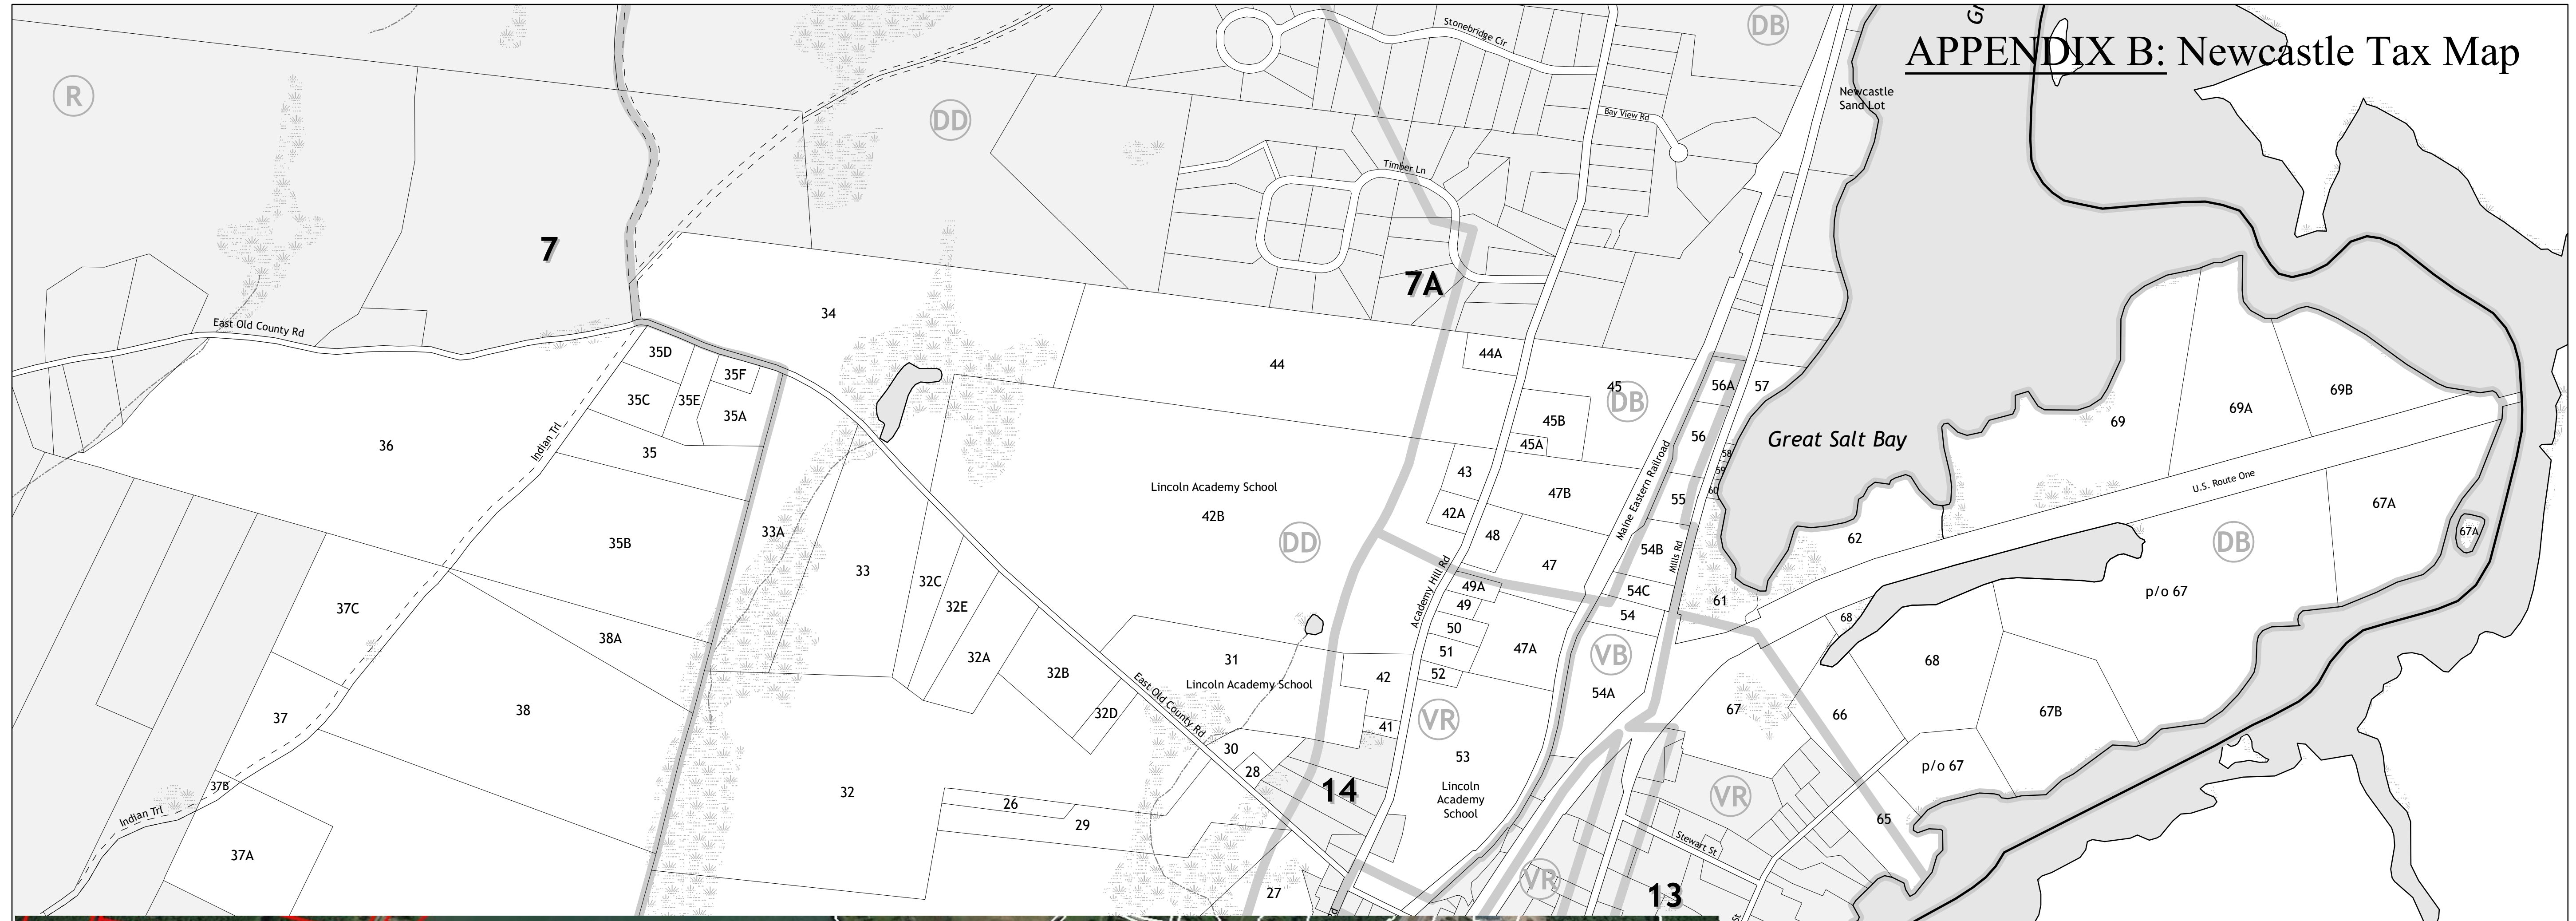 APPENDIX B: Newcastle Tax Map
Stonebridge Cir
DB
R
DD
Newcastle
Sand Lot
Bay View Rd
Timber Ln
7
7A
East Old County Rd
34
35D
35F
35C
35E
35A
35
36
Indian Trl
44
44A
45
DB
45B
45A
56A
57
56
58
59
60
55
Maine Eastern Railroad
Great Salt Bay
69
69A
69B
U.S. Route One
67A
67A
DB
62
61
p/o 67
Lincoln Academy School
42B
DD
43
42A
47B
48
47
54B
54C
54
Mills Rd
Academy Hill Rd
49A
49
50
51
52
47A
VB
54A
35B
33A
33
32C
32E
32A
32B
32D
37C
38A
38
37
37B
Indian Trl
37A
31
Lincoln Academy School
East Old County Rd
42
41
VR
53
Lincoln
Academy
School
30
28
14
32
26
29
27
Rd
68
68
67
66
67B
p/o 67
65
VR
Stewart St
VR
13
St